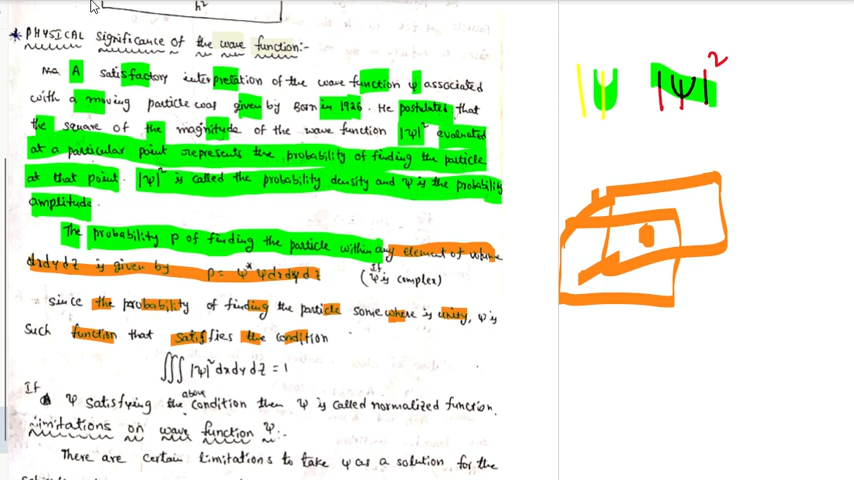 h²
* PHYSICAL Significance of the wave function:-
A satisfactory interpretation of the wave function ψ associated
with a moving particle was given by Born in 1926. He postulated that
the square of the magnitude of the wave function |ψ|² evaluated
at a particular point represents the probability of finding the particle
at that point. |ψ|² is called the probability density and ψ is the probability
amplitude.
The probability P of finding the particle within any element of volume
dxdydz is given by P = ψ*ψdxdydz (If ψ is complex)
since the probability of finding the particle some where is unity, ψ is
such function that satisfies the condition
∭ |ψ|² dxdydz = 1
If ψ satisfying the above condition then ψ is called normalized function.
limitations on wave function ψ:-
There are certain limitations to take ψ as a solution for the
|ψ |ψ|²